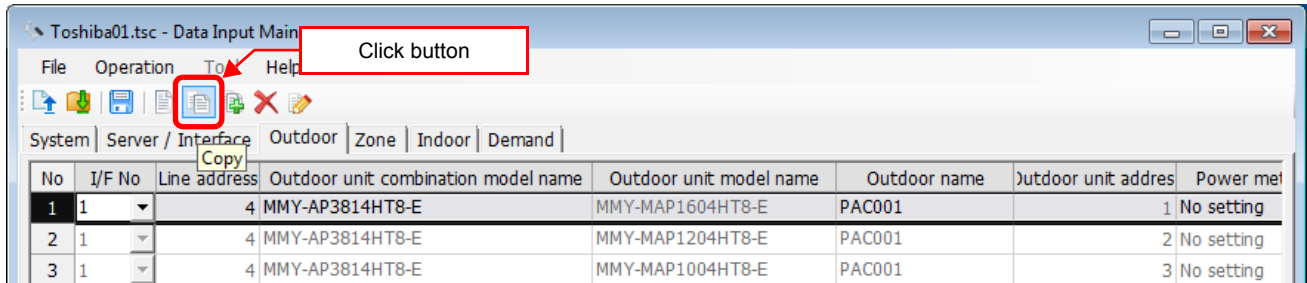 Toshiba01.tsc - Data Input Main
Click button
File Operation Help
System Server / Interface Outdoor Zone Indoor Demand
Copy
No I/F No Line address Outdoor unit combination model name Outdoor unit model name Outdoor name Outdoor unit addres Power met
1 1 4 MMY-AP3814HT8-E MMY-MAP1604HT8-E PAC001 1 No setting
2 1 4 MMY-AP3814HT8-E MMY-MAP1204HT8-E PAC001 2 No setting
3 1 4 MMY-AP3814HT8-E MMY-MAP1004HT8-E PAC001 3 No setting